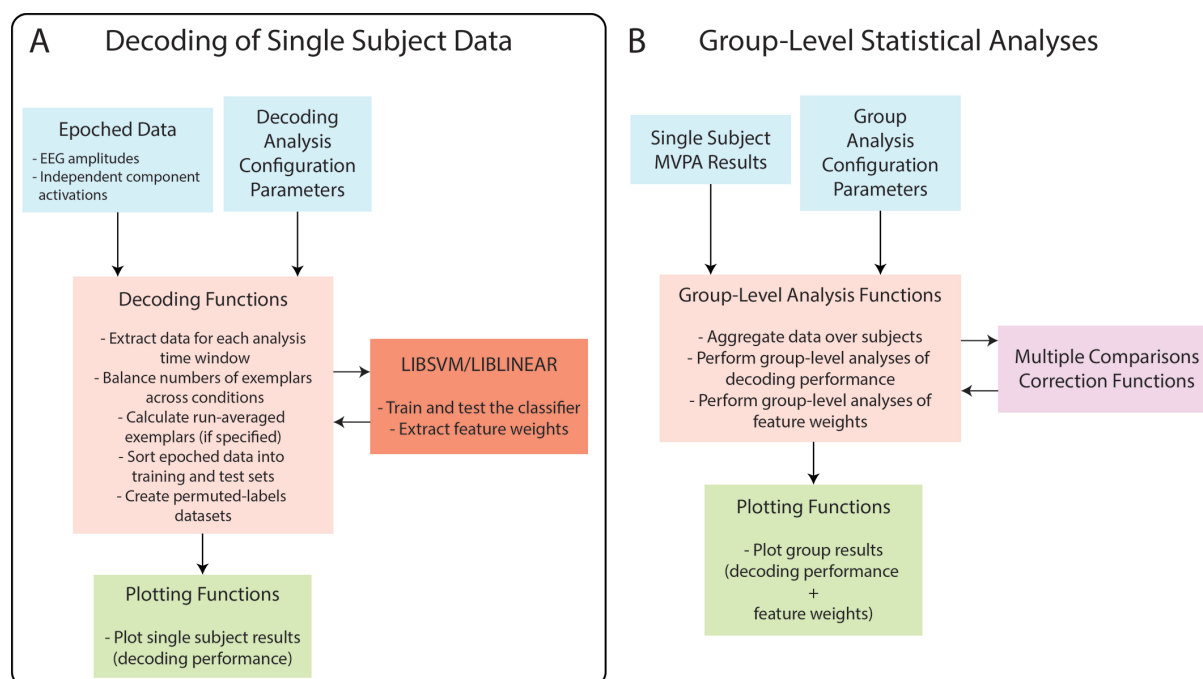 A Decoding of Single Subject Data
Epoched Data
- EEG amplitudes
- Independent component
activations
Decoding
Analysis
Configuration
Parameters
Decoding Functions
- Extract data for each analysis
time window
- Balance numbers of exemplars
across conditions
- Calculate run-averaged
exemplars (if specified)
- Sort epoched data into
training and test sets
- Create permuted-labels
datasets
LIBSVM/LIBLINEAR
- Train and test the classifier
- Extract feature weights
Plotting Functions
- Plot single subject results
(decoding performance)
B Group-Level Statistical Analyses
Single Subject
MVPA Results
Group
Analysis
Configuration
Parameters
Group-Level Analysis Functions
- Aggregate data over subjects
- Perform group-level analyses of
decoding performance
- Perform group-level analyses of
feature weights
Multiple Comparisons
Correction Functions
Plotting Functions
- Plot group results
(decoding performance
+
feature weights)